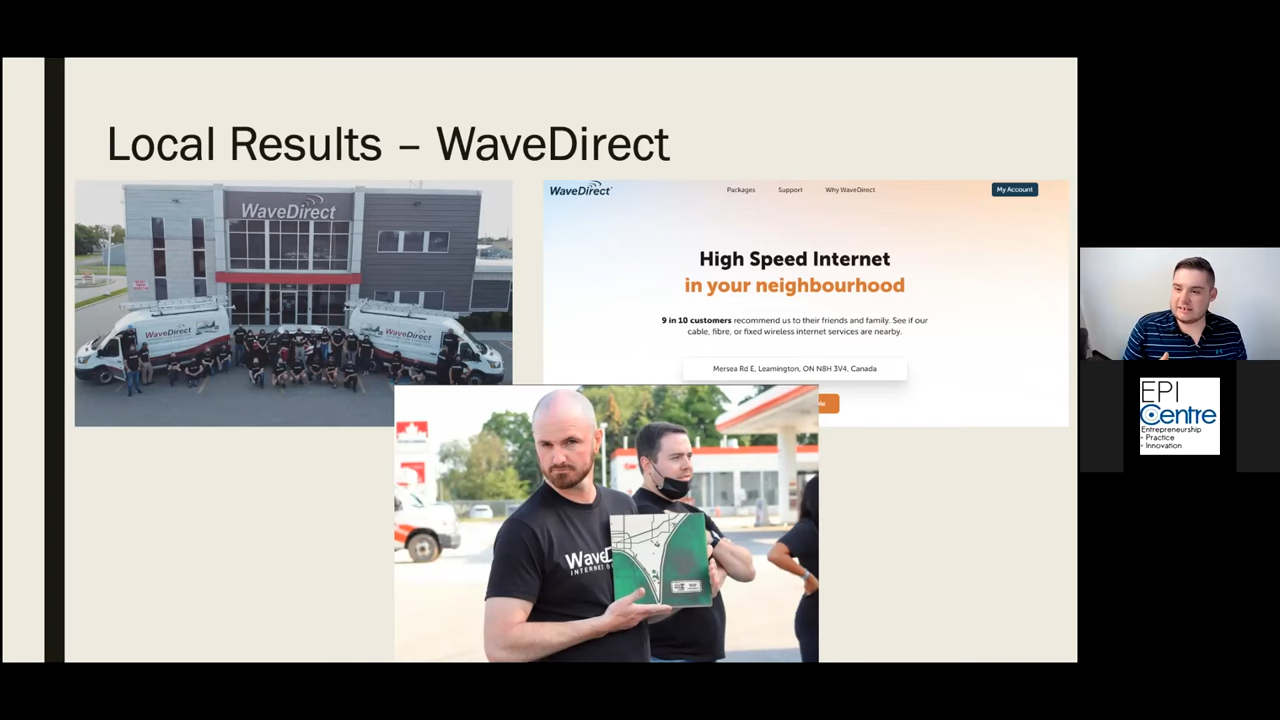 Local Results – WaveDirect
WaveDirect
WaveDirect
WaveDirect
WaveDirect
Packages
Support
Why WaveDirect
My Account
High Speed Internet
in your neighbourhood
9 in 10 customers recommend us to their friends and family. See if our
cable, fibre, or fixed wireless internet services are nearby.
Mersea Rd E, Leamington, ON N8H 3V4, Canada
EPI
Centre
Entrepreneurship
+ Practice
+ Innovation